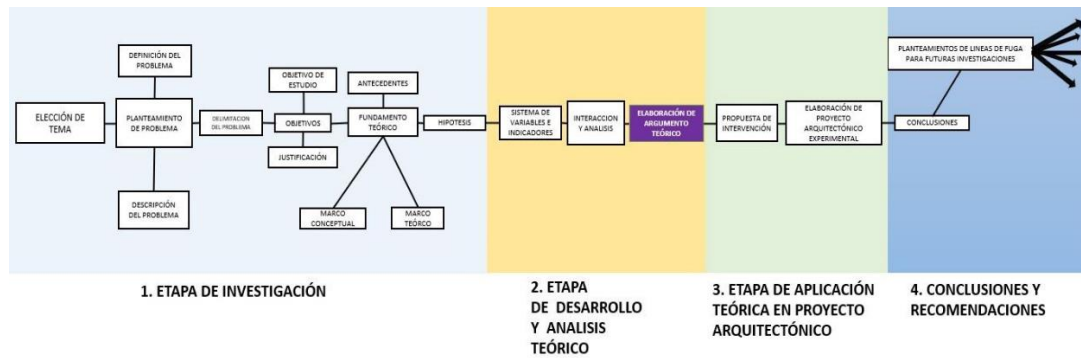 ELECCIÓN DE
TEMA
DEFINICIÓN DEL
PROBLEMA
PLANTEAMIENTO
DE PROBLEMA
DESCRIPCIÓN
DEL PROBLEMA
DELIMITACION
DEL PROBLEMA
OBJETIVO DE
ESTUDIO
OBJETIVOS
JUSTIFICACIÓN
ANTECEDENTES
FUNDAMENTO
TEÓRICO
MARCO
CONCEPTUAL
MARCO
TEÓRCO
HIPOTESIS
SISTEMA DE
VARIABLES E
INDICADORES
INTERACCION
Y ANALISIS
ELABORACIÓN DE
ARGUMENTO
TEÓRICO
PROPUESTA DE
INTERVENCIÓN
ELABORACIÓN DE
PROYECTO
ARQUITECTÓNICO
EXPERIMENTAL
CONCLUSIONES
PLANTEAMIENTOS DE LINEAS DE FUGA
PARA FUTURAS INVESTIGACIONES
1. ETAPA DE INVESTIGACIÓN
2. ETAPA
DE DESARROLLO
Y ANALISIS
TEÓRICO
3. ETAPA DE APLICACIÓN
TEÓRICA EN PROYECTO
ARQUITECTÓNICO
4. CONCLUSIONES Y
RECOMENDACIONES